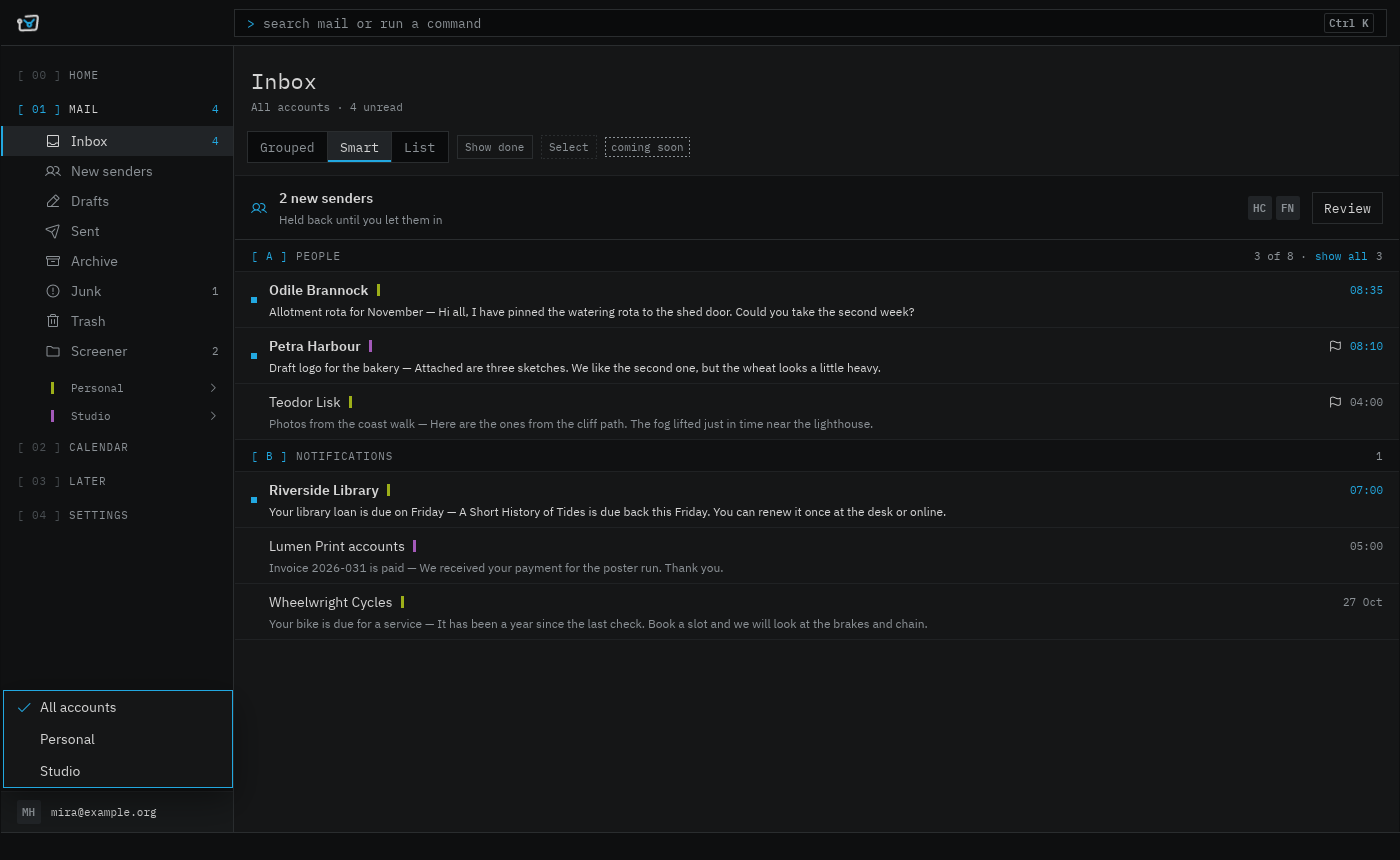 > search mail or run a command Ctrl K
[ 00 ] HOME
[ 01 ] MAIL 4
Inbox 4
New senders
Drafts
Sent
Archive
Junk 1
Trash
Screener 2
Personal
Studio
[ 02 ] CALENDAR
[ 03 ] LATER
[ 04 ] SETTINGS
All accounts
Personal
Studio
MH mira@example.org
Inbox
All accounts · 4 unread
Grouped Smart List Show done Select coming soon
2 new senders
Held back until you let them in
HC FN Review
[ A ] PEOPLE 3 of 8 · show all 3
Odile Brannock 08:35
Allotment rota for November — Hi all, I have pinned the watering rota to the shed door. Could you take the second week?
Petra Harbour 08:10
Draft logo for the bakery — Attached are three sketches. We like the second one, but the wheat looks a little heavy.
Teodor Lisk 04:00
Photos from the coast walk — Here are the ones from the cliff path. The fog lifted just in time near the lighthouse.
[ B ] NOTIFICATIONS 1
Riverside Library 07:00
Your library loan is due on Friday — A Short History of Tides is due back this Friday. You can renew it once at the desk or online.
Lumen Print accounts 05:00
Invoice 2026-031 is paid — We received your payment for the poster run. Thank you.
Wheelwright Cycles 27 Oct
Your bike is due for a service — It has been a year since the last check. Book a slot and we will look at the brakes and chain.